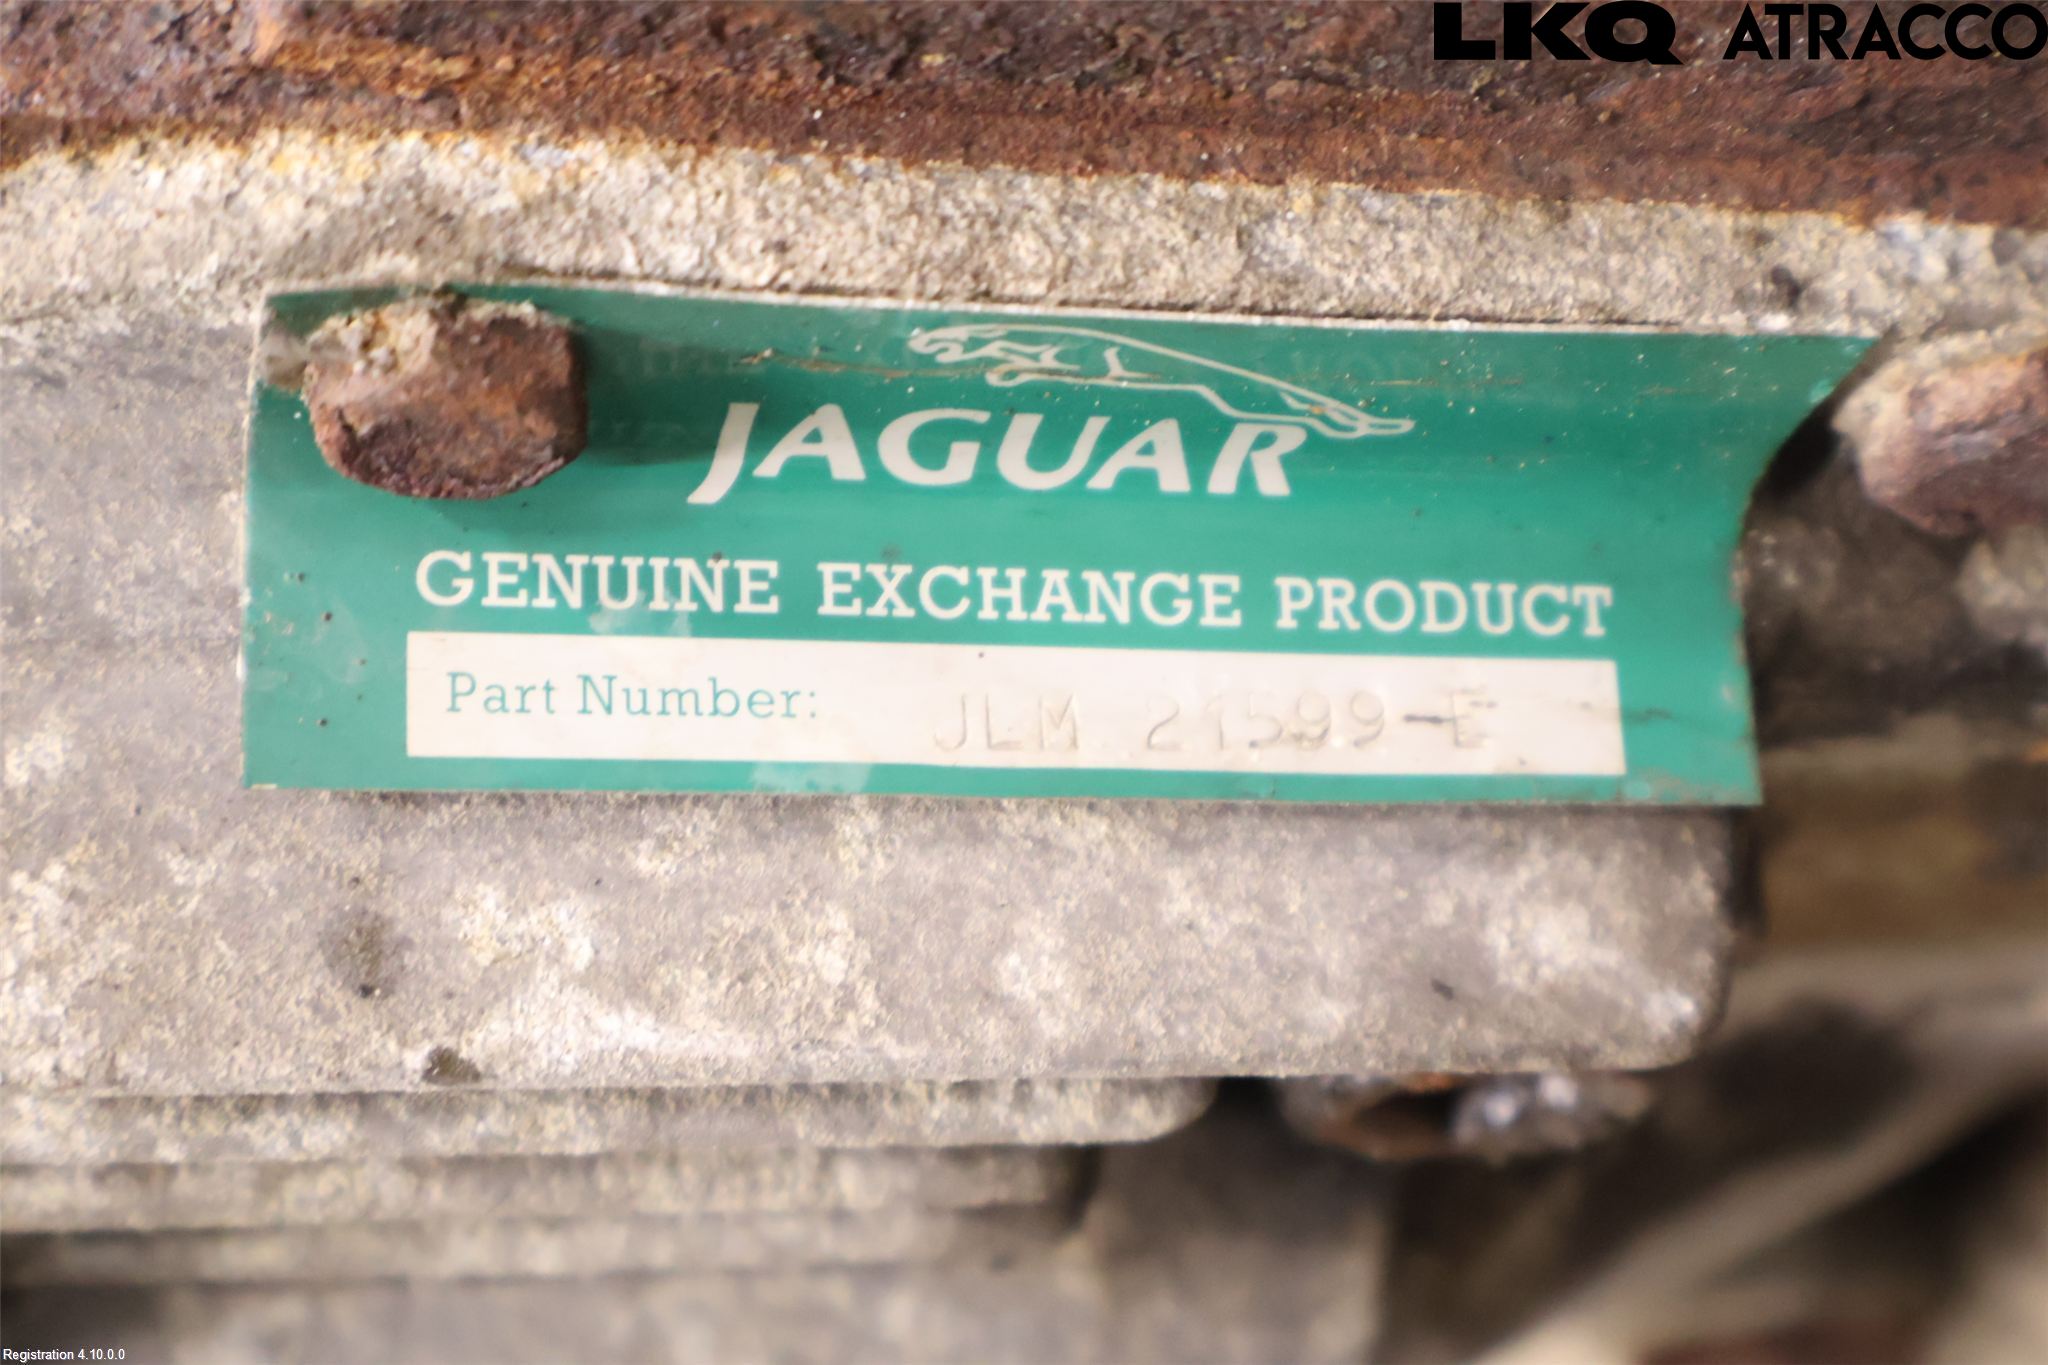 LKQ ATRACCO
JAGUAR
GENUINE EXCHANGE PRODUCT
Part Number: JLM 21599-E
Registration 4.10.0.0